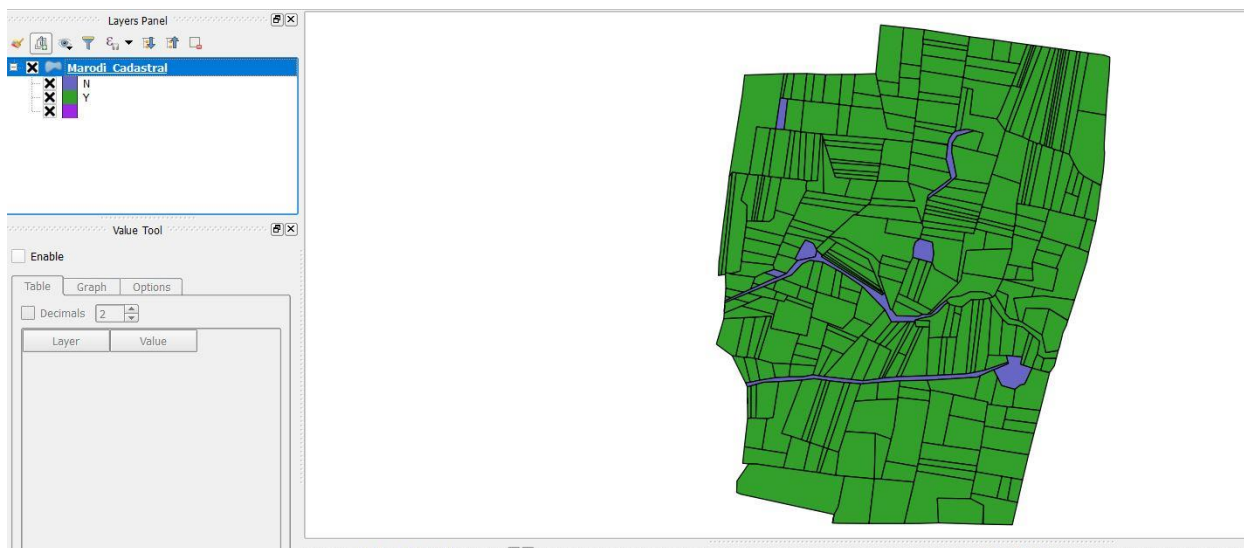 Layers Panel
Marodi_Cadastral
N
Y
Value Tool
Enable
Table Graph Options
Decimals 2
Layer Value